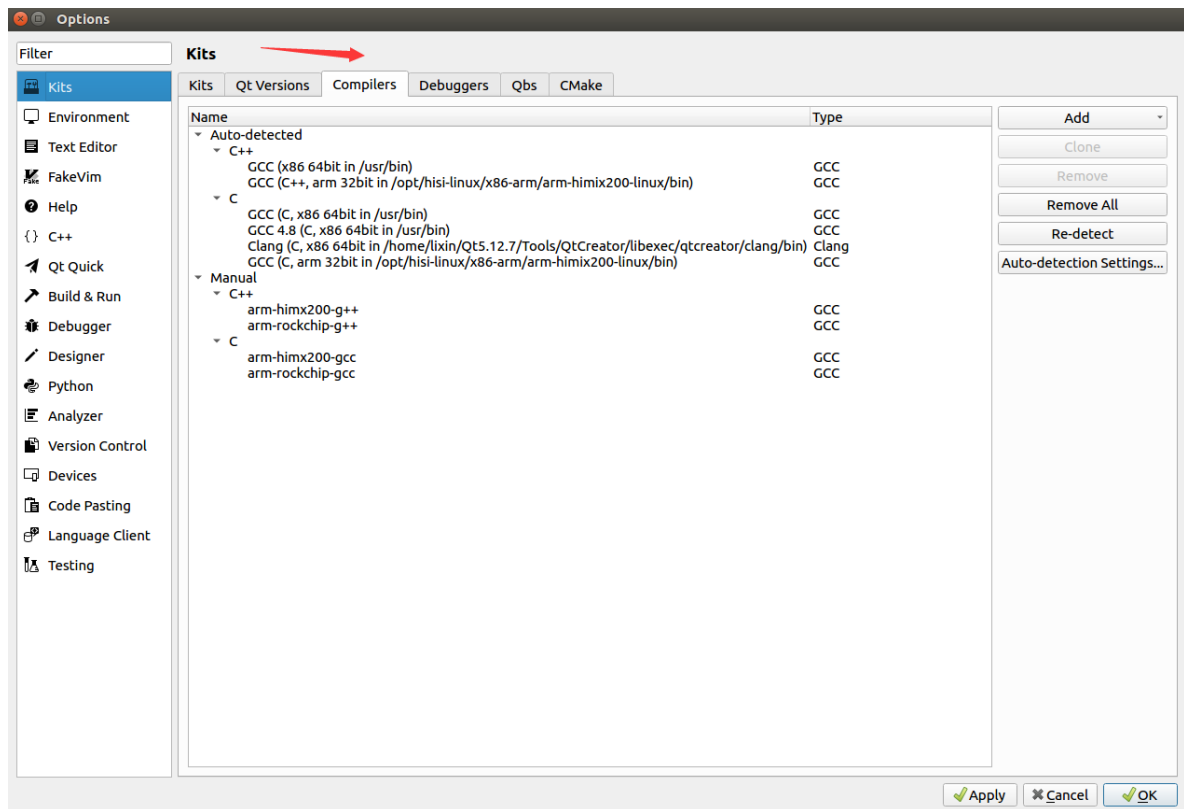 Options
Filter
Kits
Environment
Text Editor
FakeVim
Help
C++
Qt Quick
Build & Run
Debugger
Designer
Python
Analyzer
Version Control
Devices
Code Pasting
Language Client
Testing
Kits
Kits Qt Versions Compilers Debuggers Qbs CMake
Name Type
Auto-detected
C++
GCC (x86 64bit in /usr/bin) GCC
GCC (C++, arm 32bit in /opt/hisi-linux/x86-arm/arm-himix200-linux/bin) GCC
C
GCC (C, x86 64bit in /usr/bin) GCC
GCC 4.8 (C, x86 64bit in /usr/bin) GCC
Clang (C, x86 64bit in /home/lixin/Qt5.12.7/Tools/QtCreator/libexec/qtcreator/clang/bin) Clang
GCC (C, arm 32bit in /opt/hisi-linux/x86-arm/arm-himix200-linux/bin) GCC
Manual
C++
arm-himx200-g++ GCC
arm-rockchip-g++ GCC
C
arm-himx200-gcc GCC
arm-rockchip-gcc GCC
Add
Clone
Remove
Remove All
Re-detect
Auto-detection Settings...
Apply Cancel OK